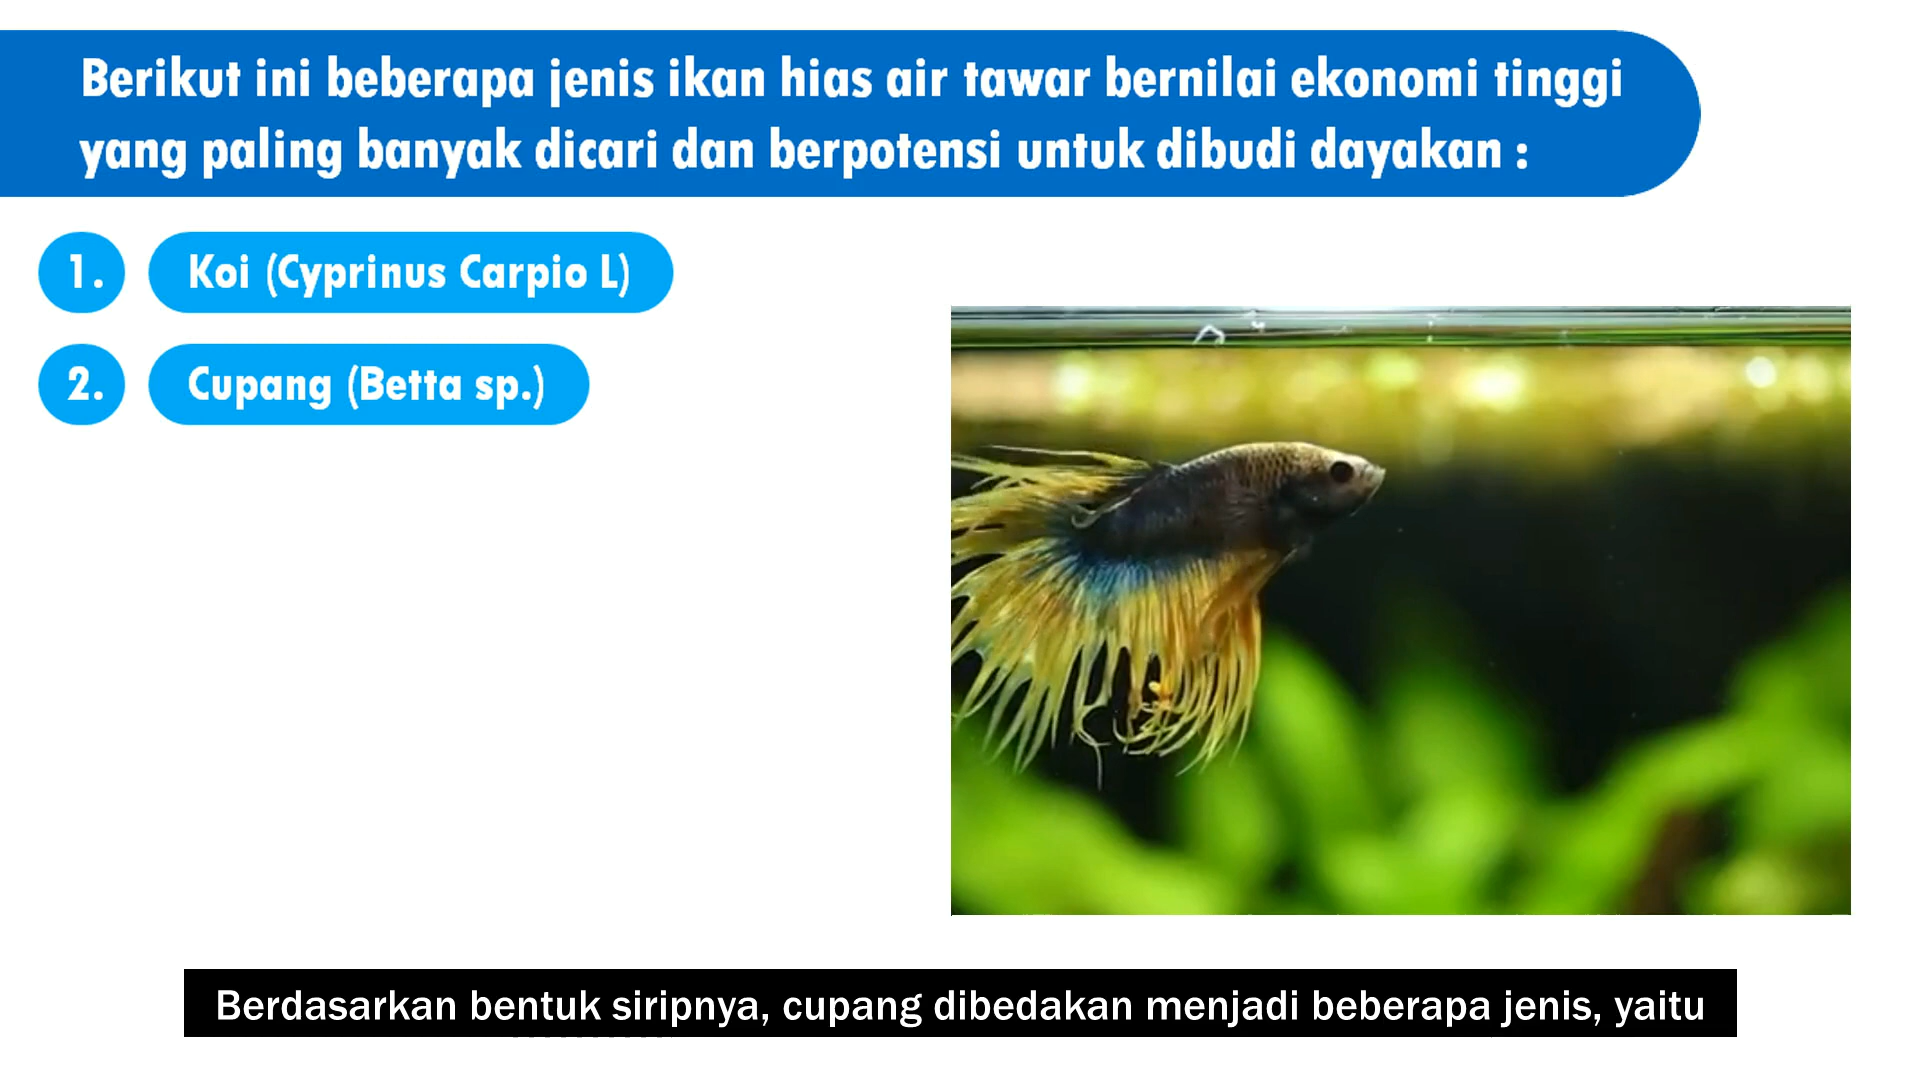 Berikut ini beberapa jenis ikan hias air tawar bernilai ekonomi tinggi
yang paling banyak dicari dan berpotensi untuk dibudi dayakan :
1. Koi (Cyprinus Carpio L)
2. Cupang (Betta sp.)
Berdasarkan bentuk siripnya, cupang dibedakan menjadi beberapa jenis, yaitu